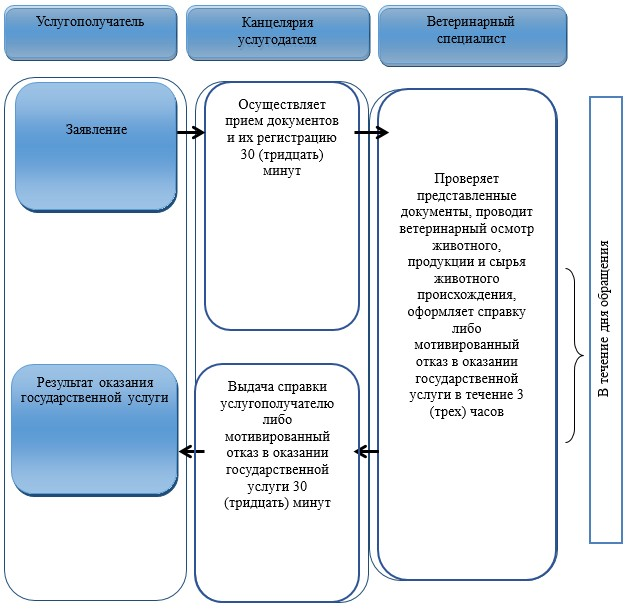 Услугополучатель
Канцелярия
услугодателя
Ветеринарный
специалист
Заявление
Осуществляет
прием документов
и их регистрацию
30 (тридцать)
минут
Проверяет
представленные
документы, проводит
ветеринарный осмотр
животного,
продукции и сырья
животного
происхождения,
оформляет справку
либо
мотивированный
отказ в оказании
государственной
услуги в течение 3
(трех) часов
В течение дня обращения
Результат оказания
государственной услуги
Выдача справки
услугополучателю
либо
мотивированный
отказ в оказании
государственной
услуги 30
(тридцать) минут